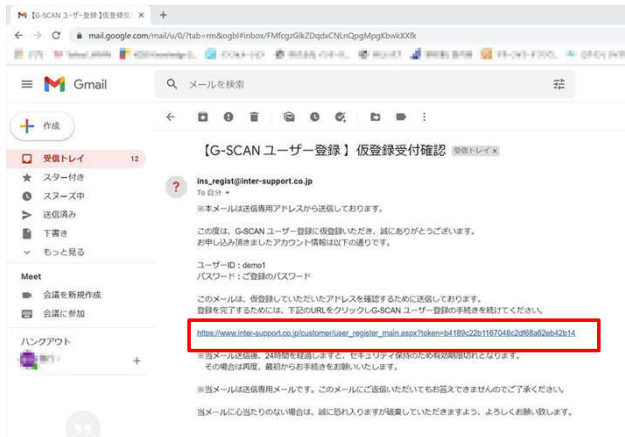 [G-SCAN ユーザー登録 ]仮登録受
mail.google.com/mail/u/0/?tab=rm&ogbl#inbox/FMfcgzGlkZDqdxCNLnQpgMpgKbwkXXfk
Gmail
メールを検索
作成
【G-SCAN ユーザー登録 】仮登録受付確認 受信トレイ ×
受信トレイ 12
スター付き
スヌーズ中
送信済み
下書き
もっと見る
Meet
会議を新規作成
会議に参加
ハングアウト
ins_regist@inter-support.co.jp
To 自分
※本メールは送信専用アドレスから送信しております。
この度は、G-SCAN ユーザー登録に仮登録いただき、誠にありがとうございます。
お申し込み頂きましたアカウント情報は以下の通りです。
ユーザーID : demo1
パスワード : ご登録のパスワード
このメールは、仮登録していただいたアドレスを確認するために送信しております。
登録を完了するためには、下記のURLをクリックしG-SCAN ユーザー登録の手続きを続けてください。
https://www.inter-support.co.jp/customer/user_register_main.aspx?token=b4189c22b1167048c2df68a62eb42b14
※当メール送信後、24時間を経過しますと、セキュリティ保持のため有効期限切れとなります。
その場合は再度、最初からお手続きをお願いいたします。
※当メールは送信専用メールです。このメールにご返信いただいてもお答えできませんのでご了承ください。
当メールに心当たりのない場合は、誠に恐れ入りますが破棄していただきますよう、よろしくお願い致します。